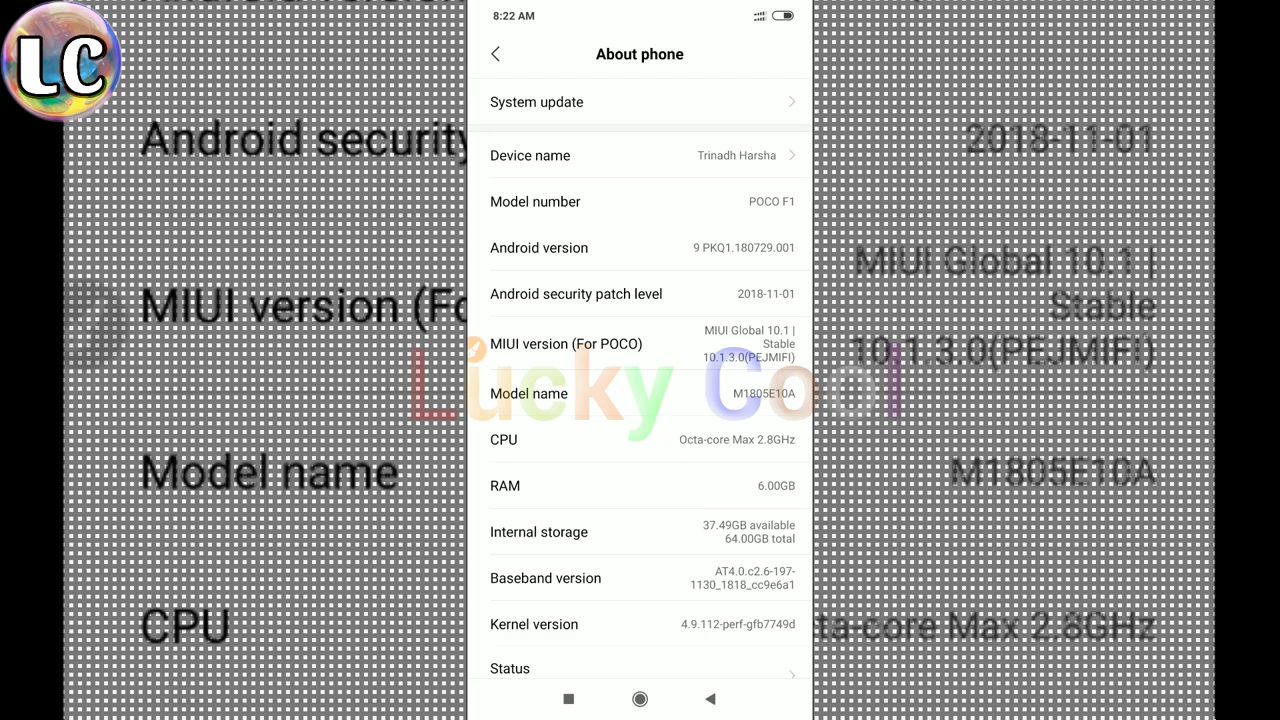 LC
8:22 AM
About phone
System update
Device name Trinadh Harsha
Model number POCO F1
Android version 9 PKQ1.180729.001
Android security patch level 2018-11-01
MIUI version (For POCO) MIUI Global 10.1 |
Stable
10.1.3.0(PEJMIFI)
Model name M1805E10A
CPU Octa-core Max 2.8GHz
RAM 6.00GB
Internal storage 37.49GB available
64.00GB total
Baseband version AT4.0.c2.6-197-
1130_1818_cc9e6a1
Kernel version 4.9.112-perf-gfb7749d
Status
Lucky Cool
Android security
2018-11-01
MIUI version (Fo
MIUI Global 10.1 |
Stable
10.1.3.0(PEJMIFI)
Model name
M1805E10A
CPU
ta-core Max 2.8GHz